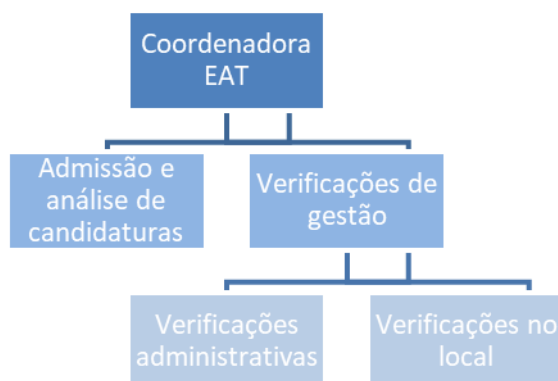 Coordenadora
EAT
Admissão e
análise de
candidaturas
Verificações de
gestão
Verificações
administrativas
Verificações no
local